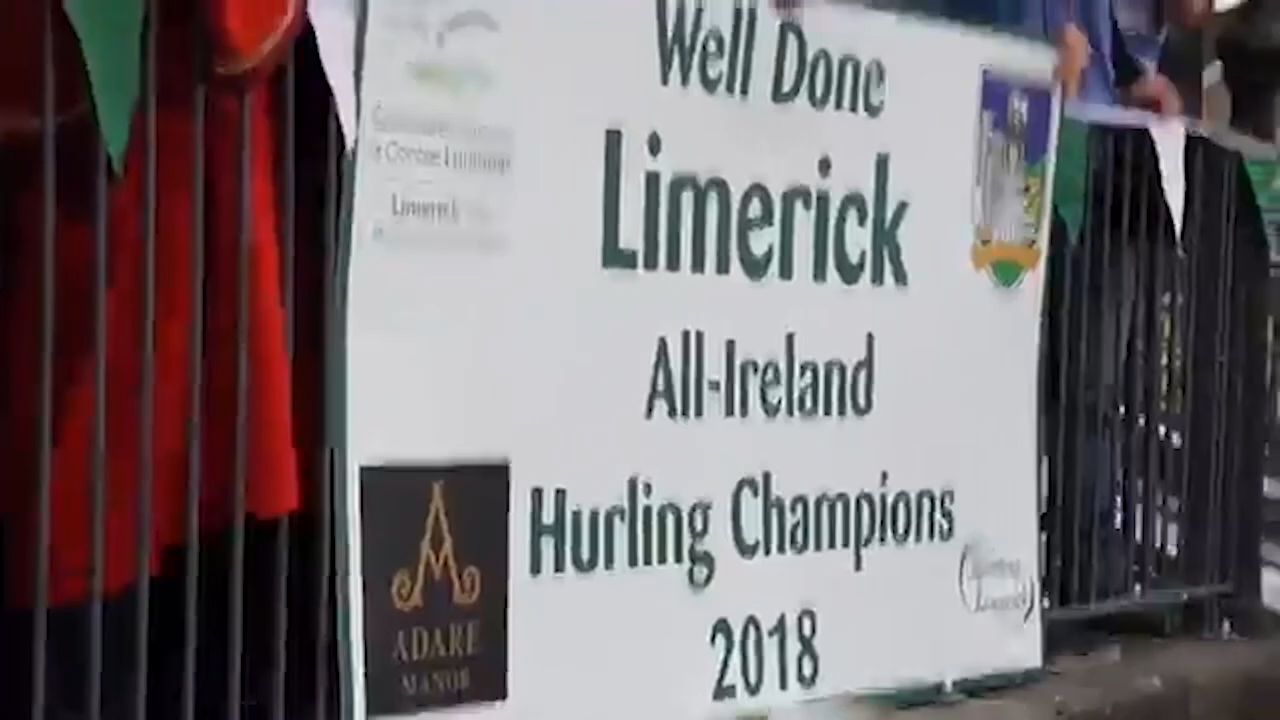 Well Done
Limerick
All-Ireland
Hurling Champions
2018
Limerick
ADARE
MANOR